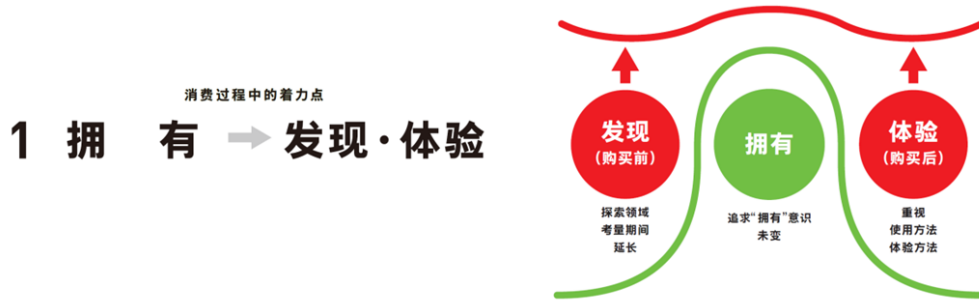 消费过程中的着力点
1 拥 有 → 发现·体验
发现
(购买前)
探索领域
考量期间
延长
拥有
追求“拥有”意识
未变
体验
(购买后)
重视
使用方法
体验方法